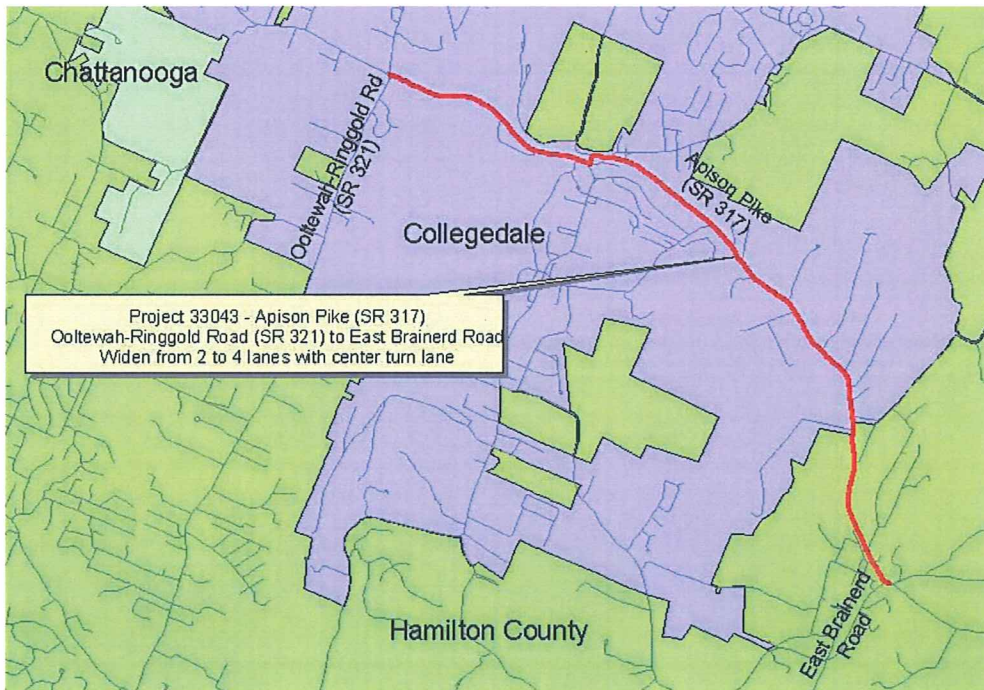 Chattanooga
Ooltewah-Ringgold Rd
(SR 321)
Apison Pike
(SR 317)
Collegedale
Project 33043 - Apison Pike (SR 317)
Ooltewah-Ringgold Road (SR 321) to East Brainerd Road
Widen from 2 to 4 lanes with center turn lane
Hamilton County
East Brainerd
Road